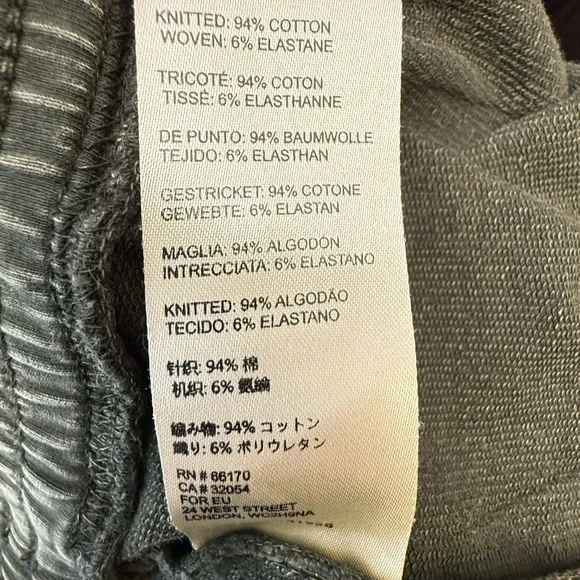 KNITTED: 94% COTTON
WOVEN: 6% ELASTANE
TRICOTÉ: 94% COTON
TISSÉ: 6% ELASTHANNE
DE PUNTO: 94% BAUMWOLLE
TEJIDO: 6% ELASTHAN
GESTRICKET: 94% COTONE
GEWEBTE: 6% ELASTAN
MAGLIA: 94% ALGODÓN
INTRECCIATA: 6% ELASTANO
KNITTED: 94% ALGODÃO
TECIDO: 6% ELASTANO
针织: 94% 棉
机织: 6%
編み物: 94% コットン
織り: 6% ポリウレタン
RN # 66170
CA # 32054
FOR EU
24 WEST STREET
LONDON, WC2H9NA